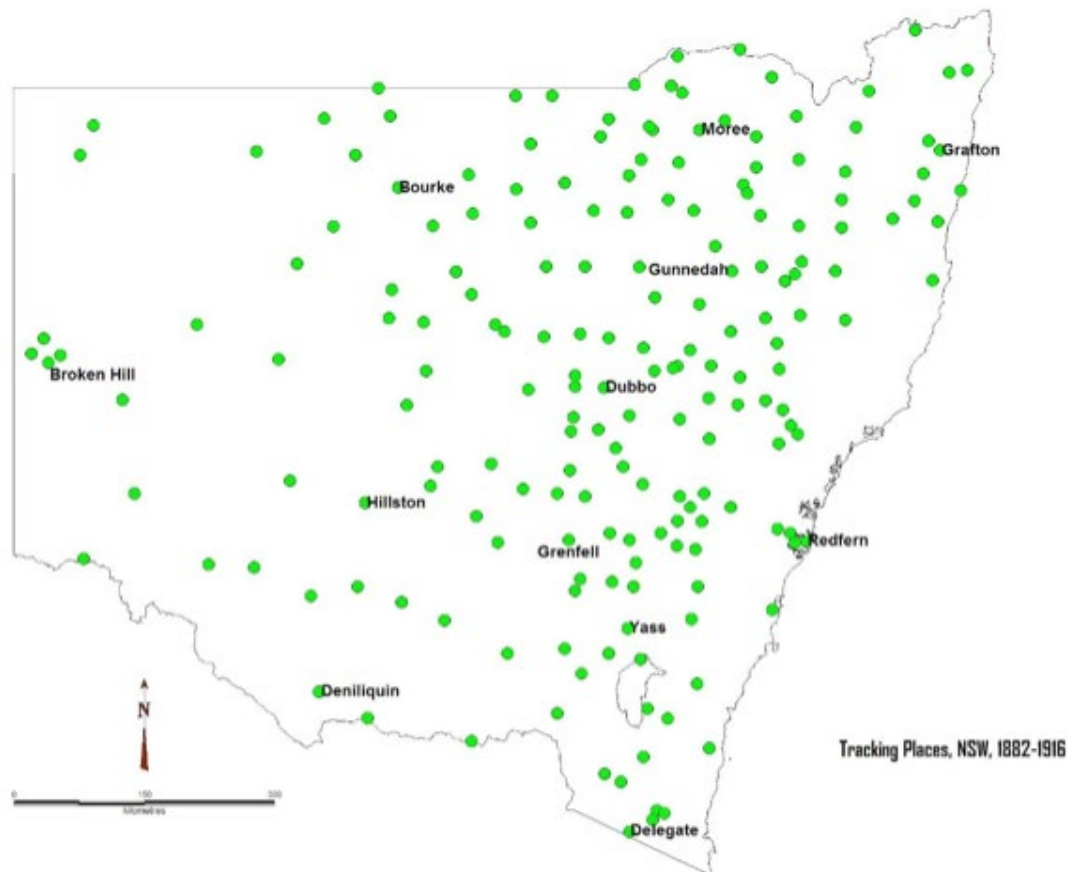 Moree
Grafton
Bourke
Gunnedah
Broken Hill
Dubbo
Hillston
Grenfell
Redfern
Yass
Deniliquin
N
Tracking Places, NSW, 1882-1916
0 150 300
Kilometres
Delegate